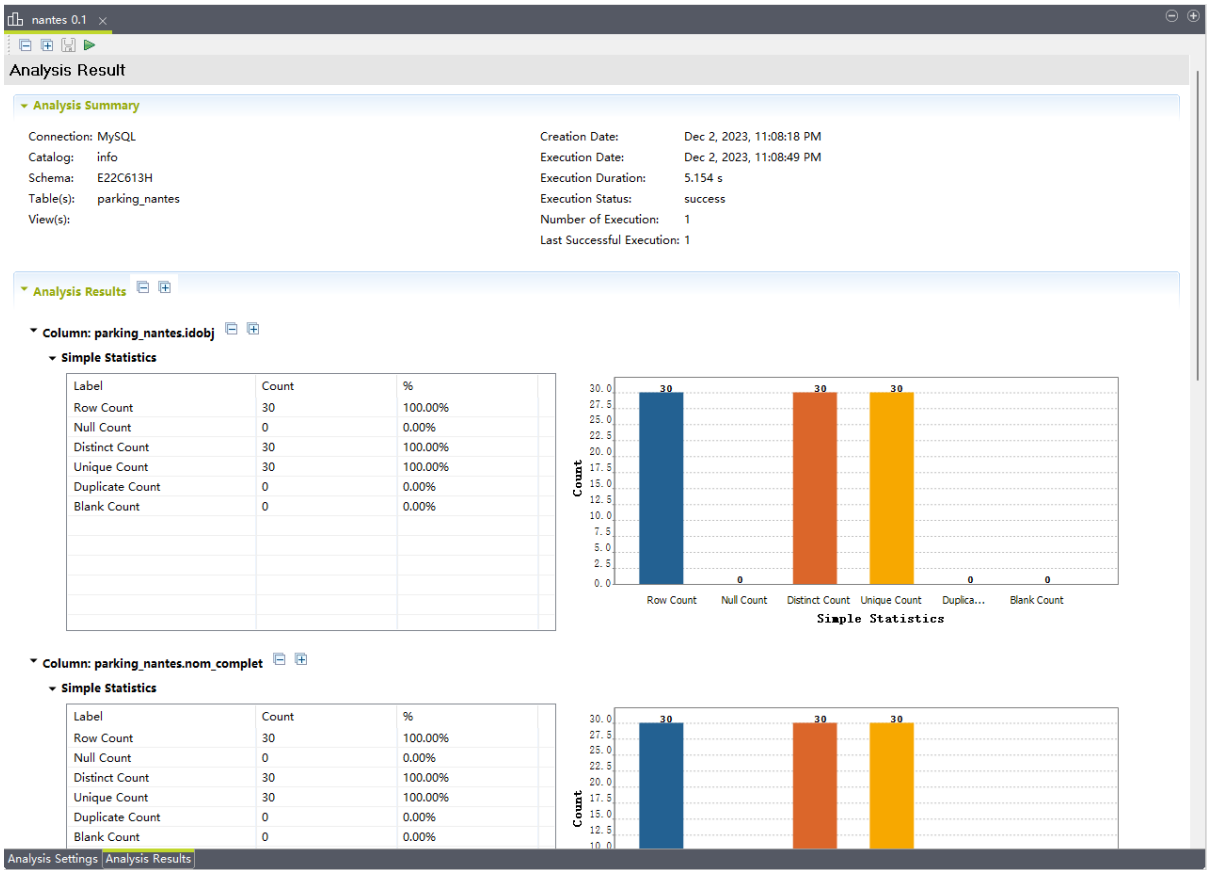 nantes 0.1
Analysis Result
Analysis Summary
Connection: MySQL
Catalog: info
Schema: E22C613H
Table(s): parking_nantes
View(s):
Creation Date: Dec 2, 2023, 11:08:18 PM
Execution Date: Dec 2, 2023, 11:08:49 PM
Execution Duration: 5.154 s
Execution Status: success
Number of Execution: 1
Last Successful Execution: 1
Analysis Results
Column: parking_nantes.idobj
Simple Statistics
Label Count %
Row Count 30 100.00%
Null Count 0 0.00%
Distinct Count 30 100.00%
Unique Count 30 100.00%
Duplicate Count 0 0.00%
Blank Count 0 0.00%
30.0
27.5
25.0
22.5
20.0
17.5
15.0
12.5
10.0
7.5
5.0
2.5
0.0
Count
30 0 30 30 0 0
Row Count Null Count Distinct Count Unique Count Duplica... Blank Count
Simple Statistics
Column: parking_nantes.nom_complet
Simple Statistics
Label Count %
Row Count 30 100.00%
Null Count 0 0.00%
Distinct Count 30 100.00%
Unique Count 30 100.00%
Duplicate Count 0 0.00%
Blank Count 0 0.00%
30.0
27.5
25.0
22.5
20.0
17.5
15.0
12.5
10.0
Count
30 30 30
Analysis Settings Analysis Results